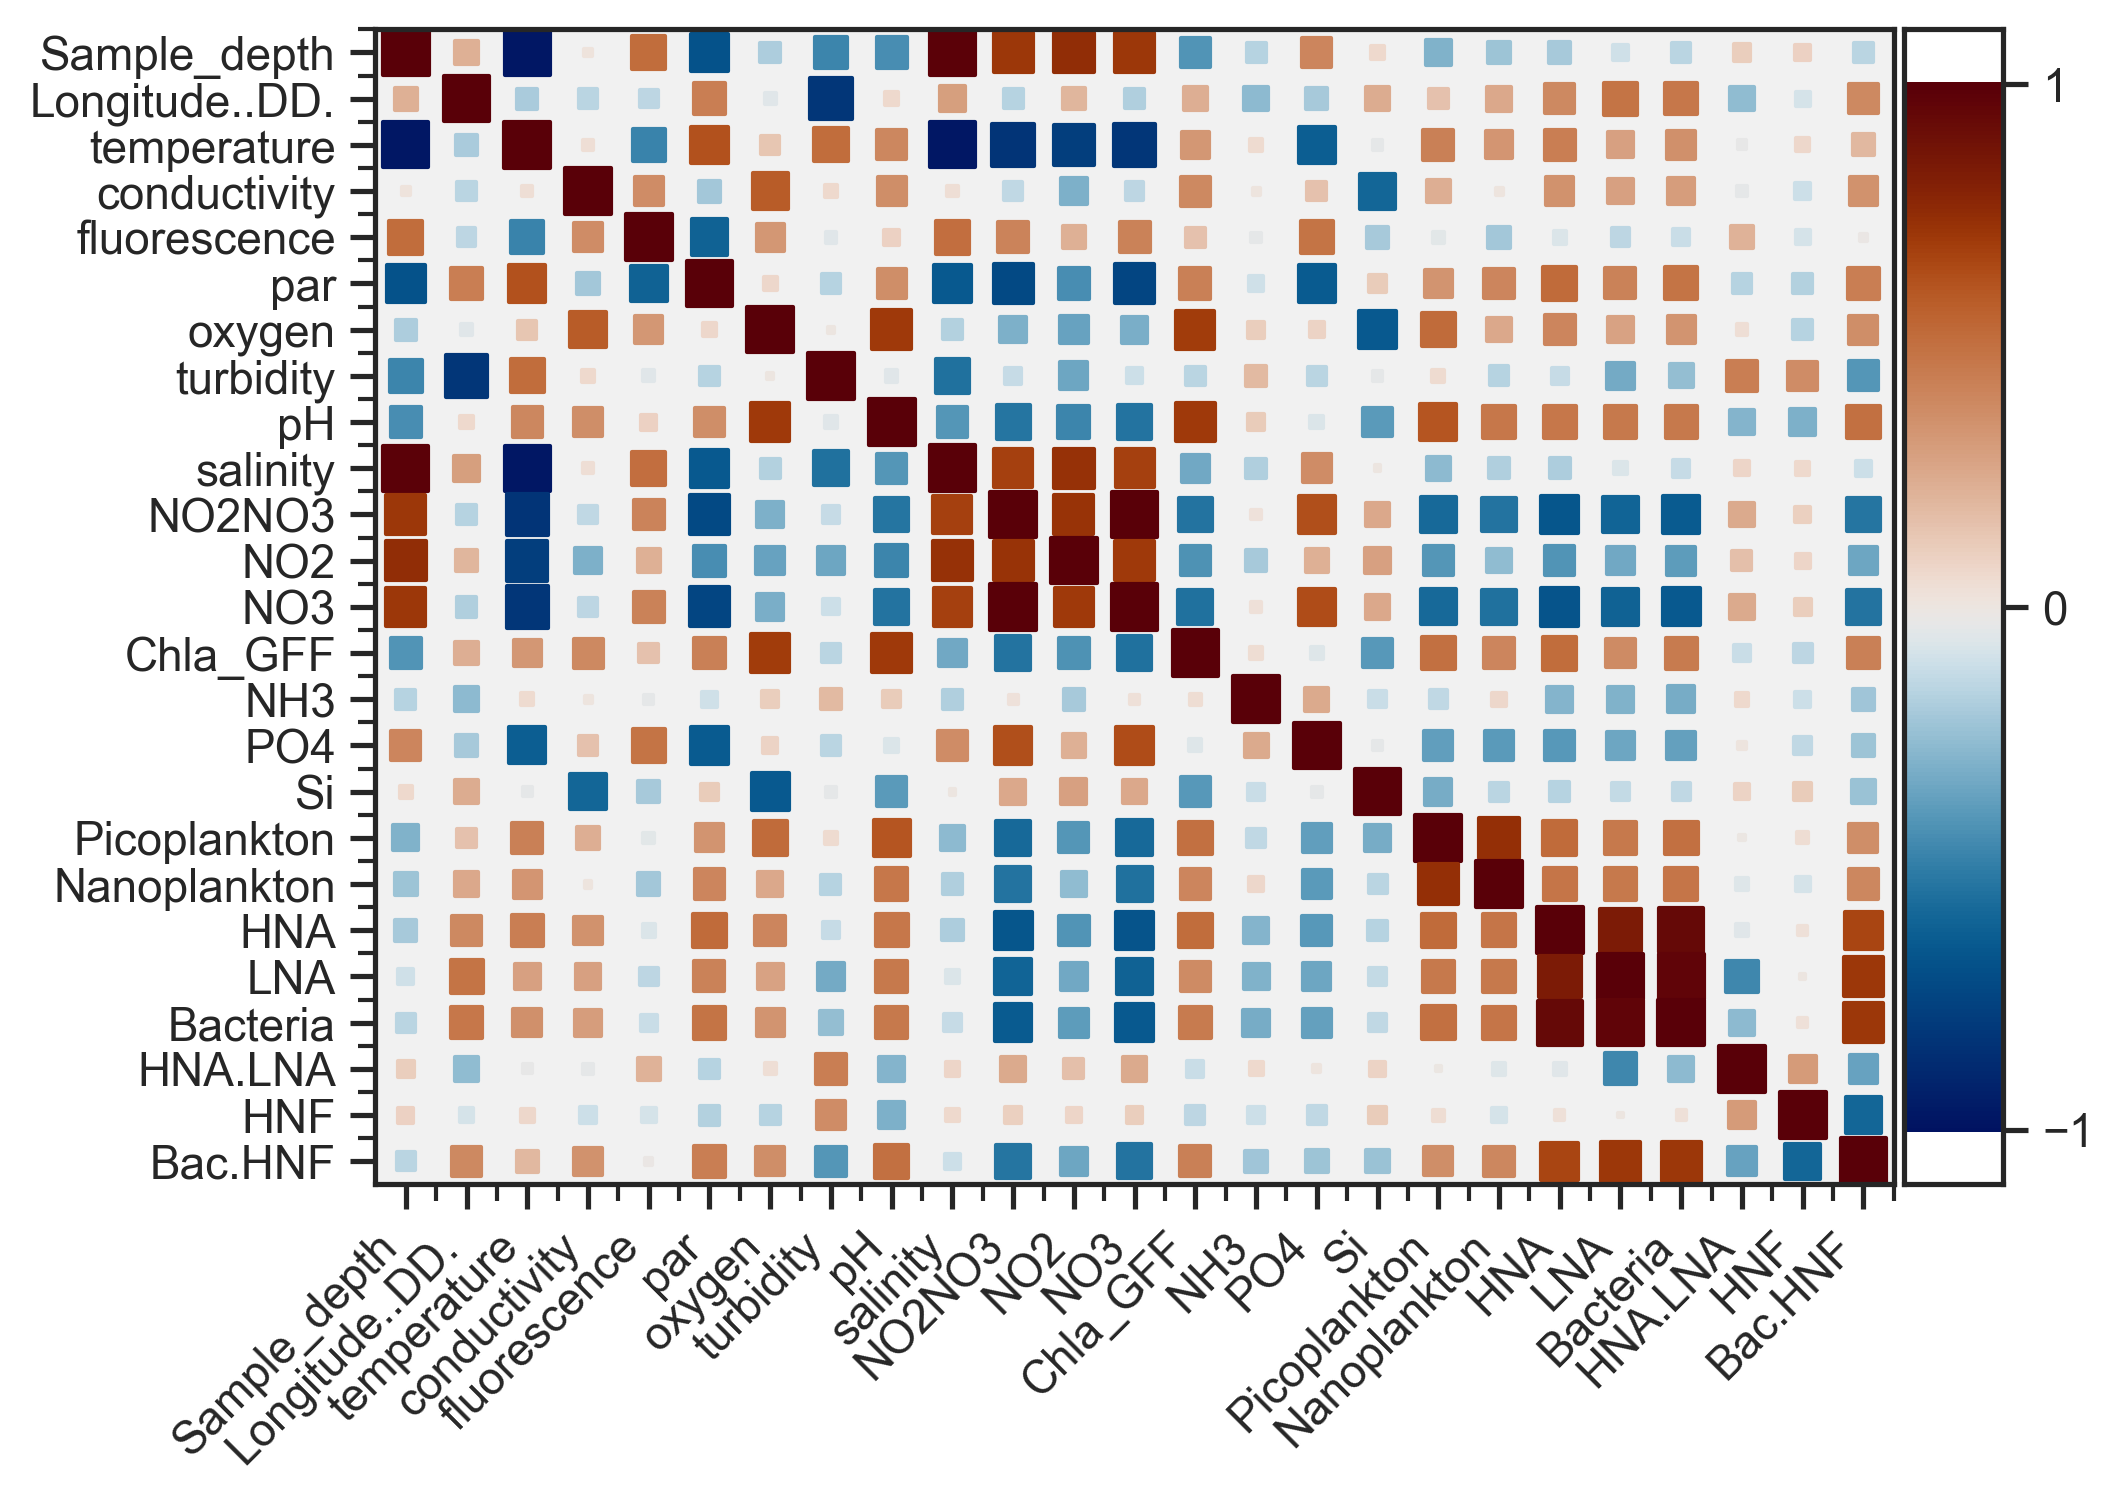 Sample_depth
Longitude..DD.
temperature
conductivity
fluorescence
par
oxygen
turbidity
pH
salinity
NO2NO3
NO2
NO3
Chla_GFF
NH3
PO4
Si
Picoplankton
Nanoplankton
HNA
LNA
Bacteria
HNA.LNA
HNF
Bac.HNF
1
0
−1
Sample_depth
Longitude..DD.
temperature
conductivity
fluorescence
par
oxygen
turbidity
pH
salinity
NO2NO3
NO2
NO3
Chla_GFF
NH3
PO4
Si
Picoplankton
Nanoplankton
HNA
LNA
Bacteria
HNA.LNA
HNF
Bac.HNF